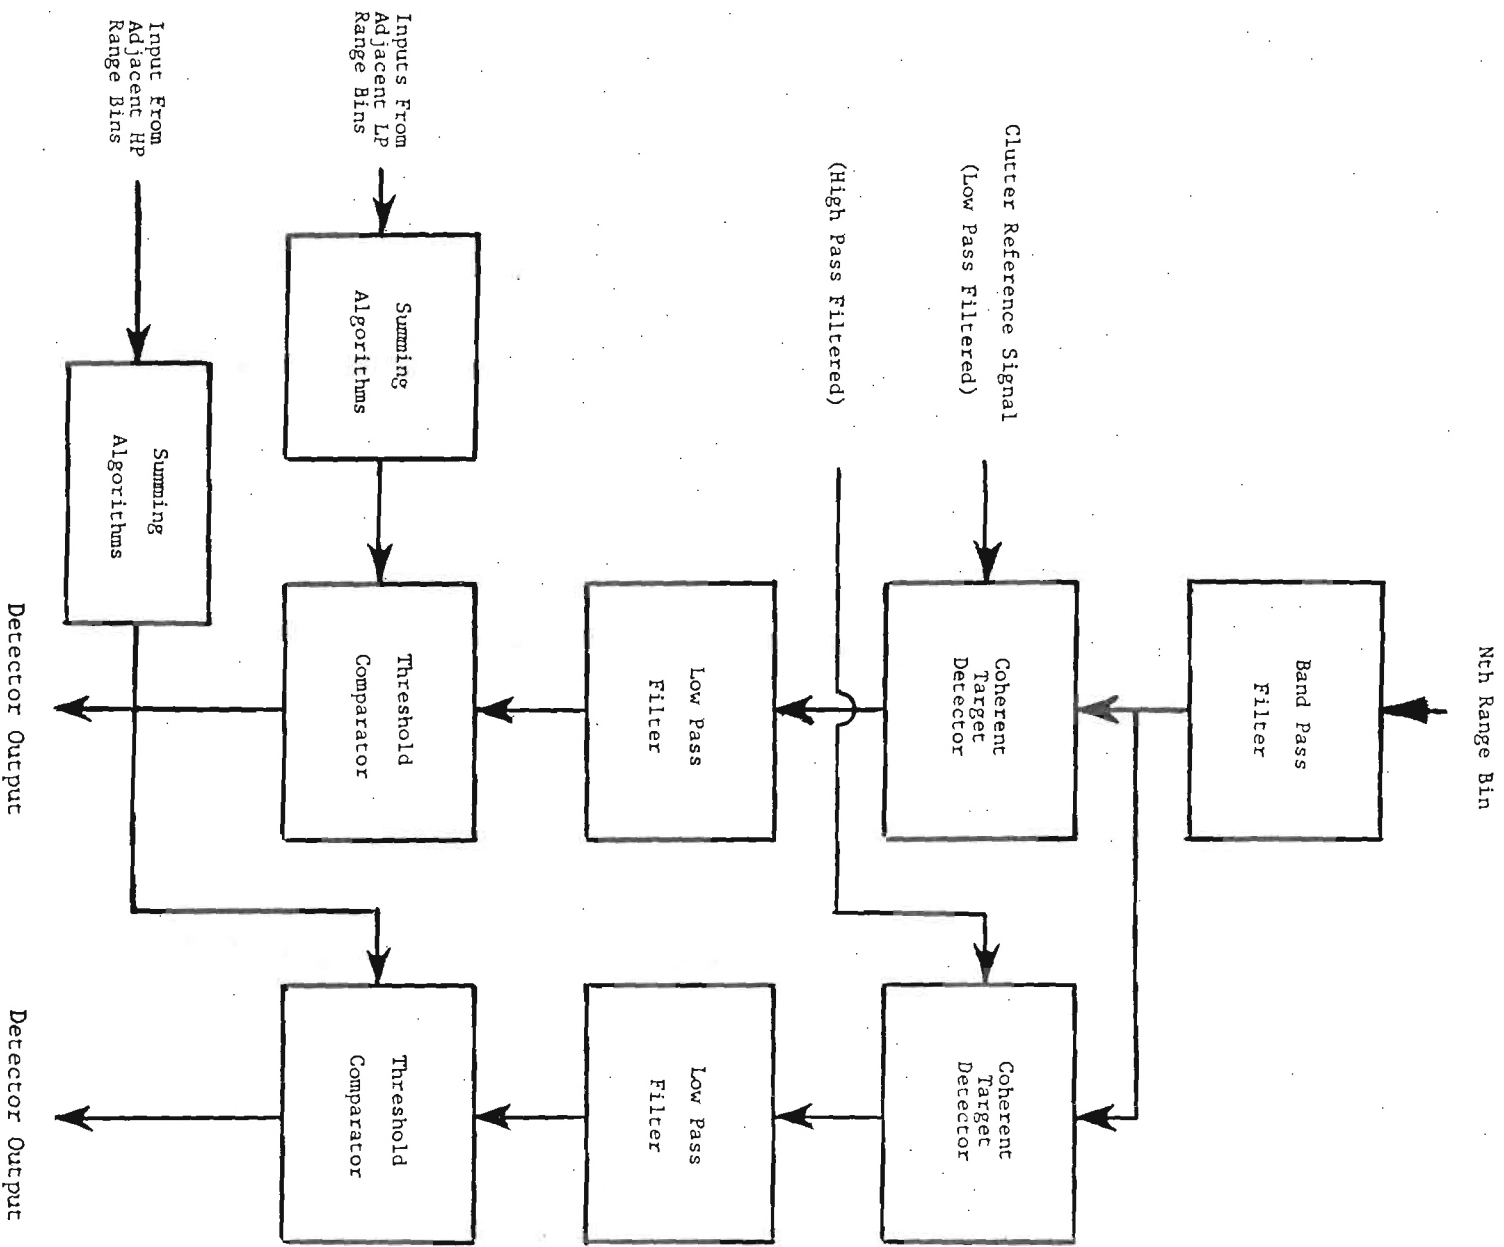 Nth Range Bin
Band Pass
Filter
Clutter Reference Signal
(Low Pass Filtered)
Coherent
Target
Detector
Coherent
Target
Detector
(High Pass Filtered)
Low Pass
Filter
Low Pass
Filter
Inputs From
Adjacent LP
Range Bins
Summing
Algorithms
Threshold
Comparator
Threshold
Comparator
Input From
Adjacent HP
Range Bins
Summing
Algorithms
Detector Output
Detector Output